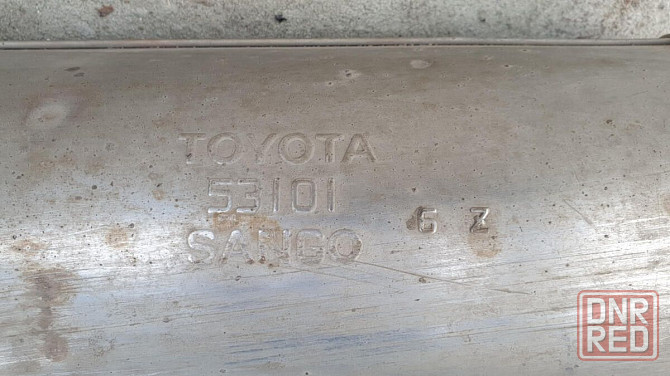 TOYOTA
53101
SANGO
6 Z
DNR
RED